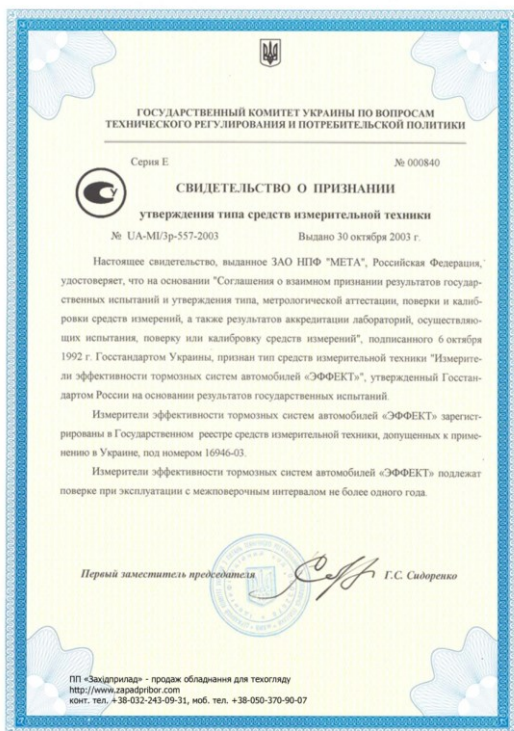 ГОСУДАРСТВЕННЫЙ КОМИТЕТ УКРАИНЫ ПО ВОПРОСАМ
ТЕХНИЧЕСКОГО РЕГУЛИРОВАНИЯ И ПОТРЕБИТЕЛЬСКОЙ ПОЛИТИКИ
Серия Е № 000840
СВИДЕТЕЛЬСТВО О ПРИЗНАНИИ
утверждения типа средств измерительной техники
№ UA-MI/3р-557-2003 Выдано 30 октября 2003 г.
Настоящее свидетельство, выданное ЗАО НПФ "МЕТА", Российская Федерация,
удостоверяет, что на основании "Соглашения о взаимном признании результатов государ-
ственных испытаний и утверждения типа, метрологической аттестации, поверки и калиб-
ровки средств измерений, а также результатов аккредитации лабораторий, осуществляю-
щих испытания, поверку или калибровку средств измерений", подписанного 6 октября
1992 г. Госстандартом Украины, признан тип средств измерительной техники "Измерите-
ли эффективности тормозных систем автомобилей «ЭФФЕКТ»", утвержденный Госстан-
дартом России на основании результатов государственных испытаний.
Измерители эффективности тормозных систем автомобилей «ЭФФЕКТ» зарегист-
рированы в Государственном реестре средств измерительной техники, допущенных к приме-
нению в Украине, под номером 16946-03.
Измерители эффективности тормозных систем автомобилей «ЭФФЕКТ» подлежат
поверке при эксплуатации с межповерочным интервалом не более одного года.
Первый заместитель председателя Г.С. Сидоренко
ПП «Західприлад» - продаж обладнання для техогляду
http://www.zapadpribor.com
конт. тел. +38-032-243-09-31, моб. тел. +38-050-370-90-07